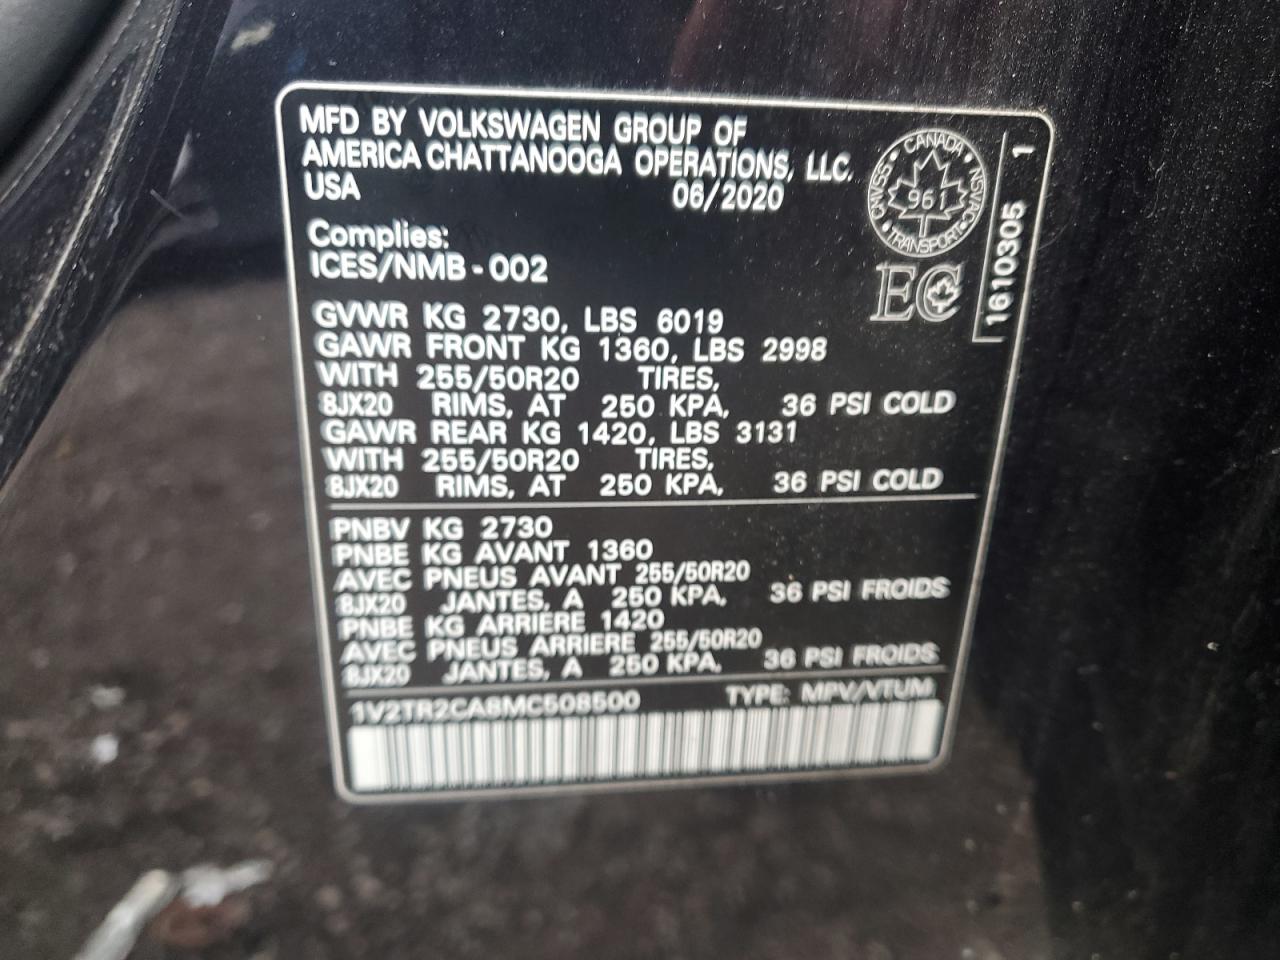 MFD BY VOLKSWAGEN GROUP OF
AMERICA CHATTANOOGA OPERATIONS, LLC.
USA 06/2020
CANADA
CMVSS NSVAC
961
TRANSPORT
EC
1610305 1
Complies:
ICES/NMB-002
GVWR KG 2730, LBS 6019
GAWR FRONT KG 1360, LBS 2998
WITH 255/50R20 TIRES,
8JX20 RIMS, AT 250 KPA, 36 PSI COLD
GAWR REAR KG 1420, LBS 3131
WITH 255/50R20 TIRES,
8JX20 RIMS, AT 250 KPA, 36 PSI COLD
PNBV KG 2730
PNBE KG AVANT 1360
AVEC PNEUS AVANT 255/50R20
8JX20 JANTES, A 250 KPA, 36 PSI FROIDS
PNBE KG ARRIERE 1420
AVEC PNEUS ARRIERE 255/50R20
8JX20 JANTES, A 250 KPA, 36 PSI FROIDS
1V2TR2CA8MC508500 TYPE: MPV/VTUM